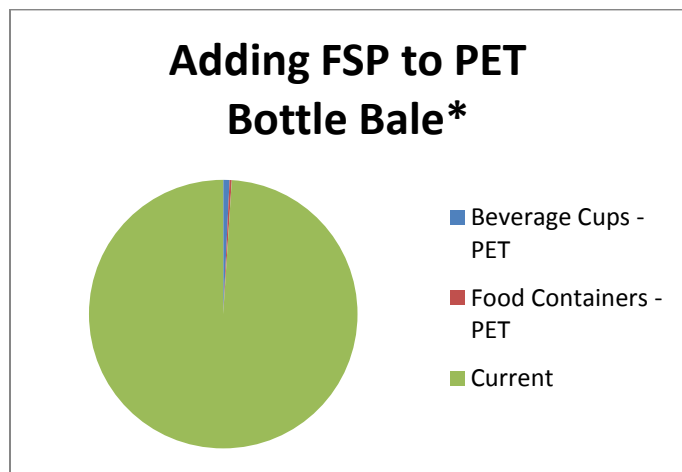 Adding FSP to PET
Bottle Bale*
Beverage Cups -
PET
Food Containers -
PET
Current